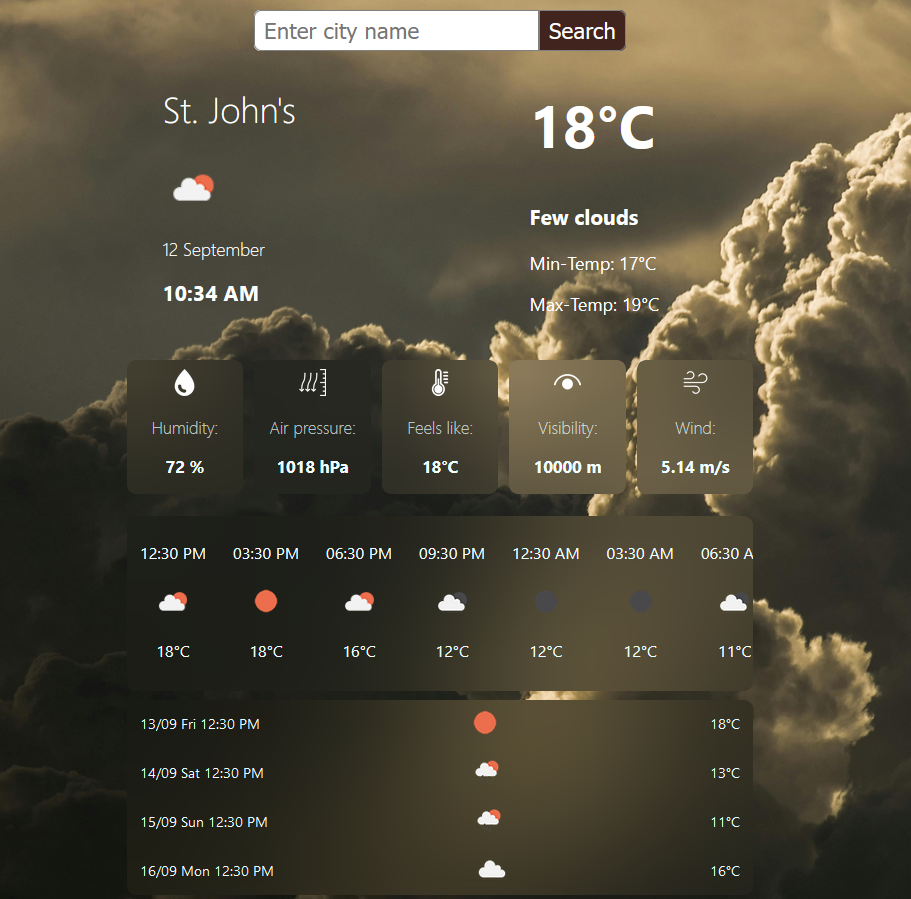 Enter city name Search
St. John's
18°C
Few clouds
12 September
Min-Temp: 17°C
10:34 AM
Max-Temp: 19°C
Humidity: Air pressure: Feels like: Visibility: Wind:
72 % 1018 hPa 18°C 10000 m 5.14 m/s
12:30 PM 03:30 PM 06:30 PM 09:30 PM 12:30 AM 03:30 AM 06:30 A
18°C 18°C 16°C 12°C 12°C 12°C 11°C
13/09 Fri 12:30 PM 18°C
14/09 Sat 12:30 PM 13°C
15/09 Sun 12:30 PM 11°C
16/09 Mon 12:30 PM 16°C